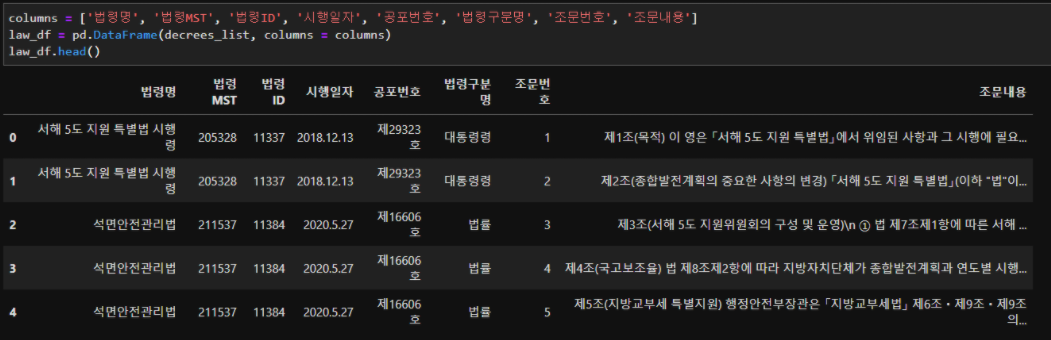 columns = ['법령명', '법령MST', '법령ID', '시행일자', '공포번호', '법령구분명', '조문번호', '조문내용']
law_df = pd.DataFrame(decrees_list, columns = columns)
law_df.head()
법령명 법령 MST 법령 ID 시행일자 공포번호 법령구분 명 조문번 호 조문내용
0 서해 5도 지원 특별법 시행 령 205328 11337 2018.12.13 제29323 호 대통령령 1 제1조(목적) 이 영은 「서해 5도 지원 특별법」에서 위임된 사항과 그 시행에 필요...
1 서해 5도 지원 특별법 시행 령 205328 11337 2018.12.13 제29323 호 대통령령 2 제2조(종합발전계획의 중요한 사항의 변경) 「서해 5도 지원 특별법」(이하 "법"이...
2 석면안전관리법 211537 11384 2020.5.27 제16606 호 법률 3 제3조(서해 5도 지원위원회의 구성 및 운영)\n ① 법 제7조제1항에 따른 서해 ...
3 석면안전관리법 211537 11384 2020.5.27 제16606 호 법률 4 제4조(국고보조율) 법 제8조제2항에 따라 지방자치단체가 종합발전계획과 연도별 시행...
4 석면안전관리법 211537 11384 2020.5.27 제16606 호 법률 5 제5조(지방교부세 특별지원) 행정안전부장관은 「지방교부세법」 제6조・제9조・제9조 의...